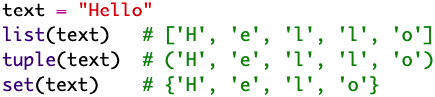 text = "Hello"
list(text)   # ['H', 'e', 'l', 'l', 'o']
tuple(text)  # ('H', 'e', 'l', 'l', 'o')
set(text)    # {'H', 'e', 'l', 'o'}